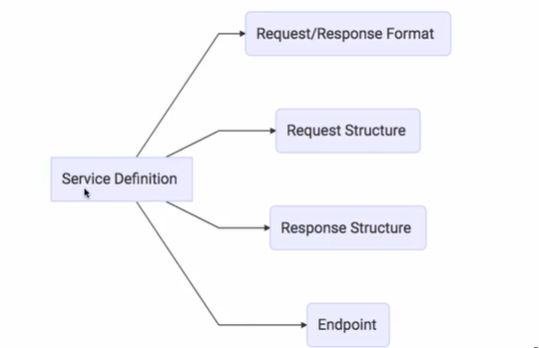 Request/Response Format
Request Structure
Service Definition
Response Structure
Endpoint